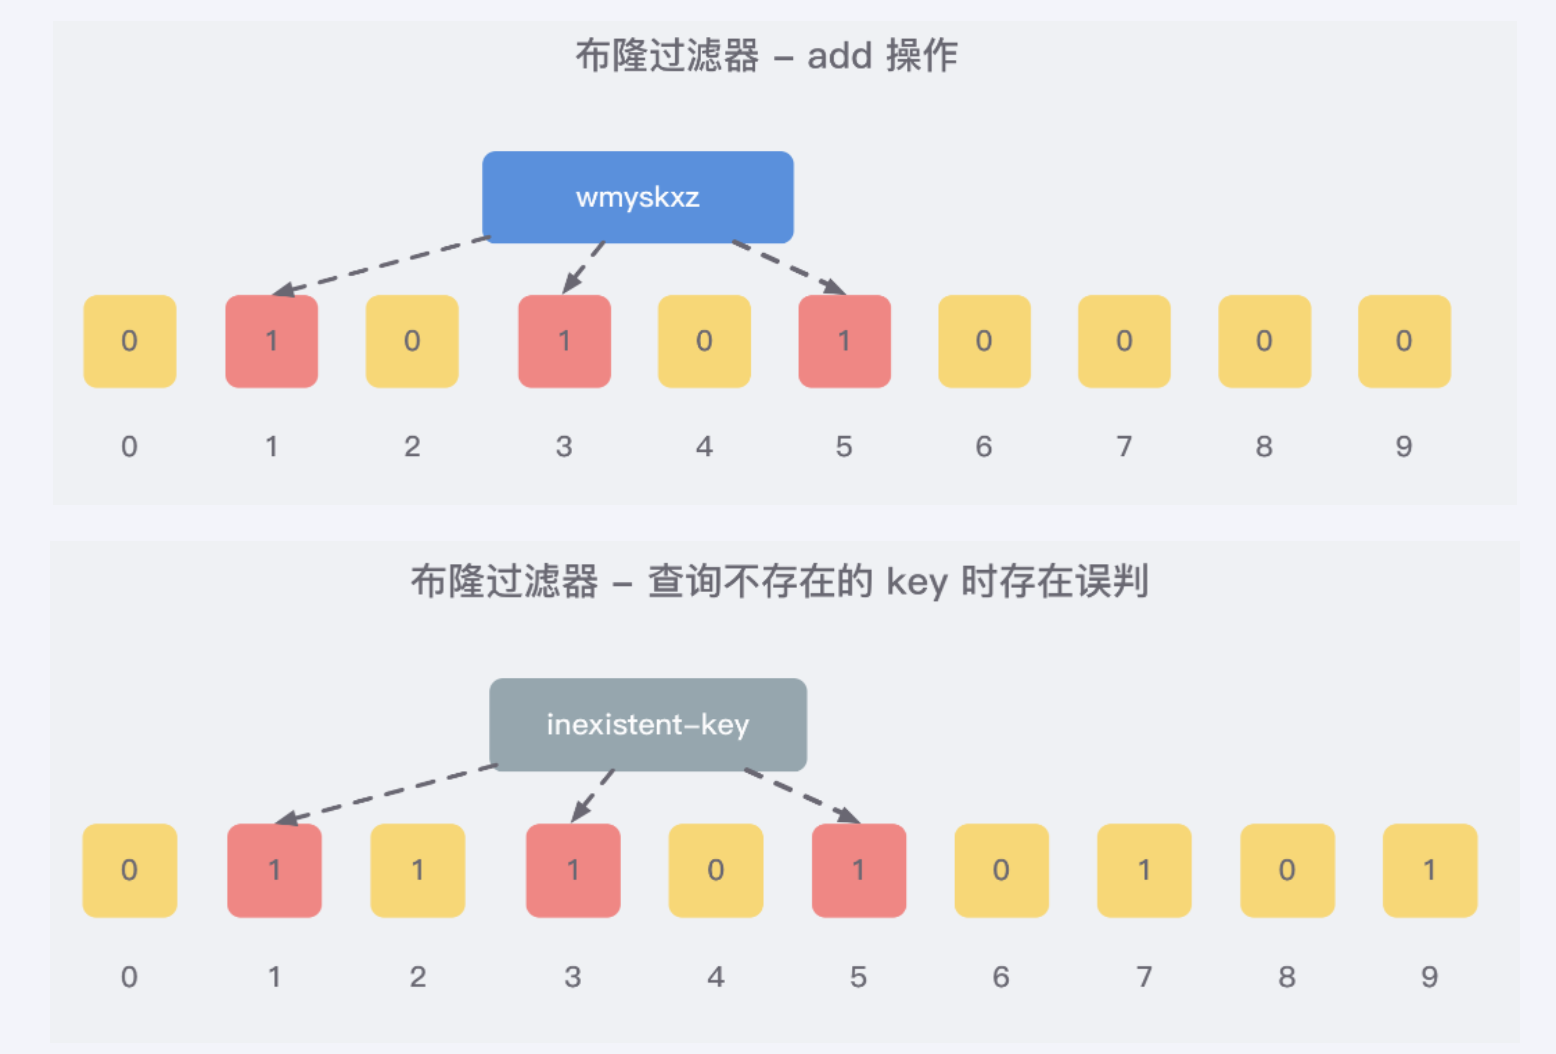 布隆过滤器 – add 操作
wmyskxz
0 1 0 1 0 1 0 0 0 0
0 1 2 3 4 5 6 7 8 9
布隆过滤器 – 查询不存在的 key 时存在误判
inexistent–key
0 1 1 1 0 1 0 1 0 1
0 1 2 3 4 5 6 7 8 9